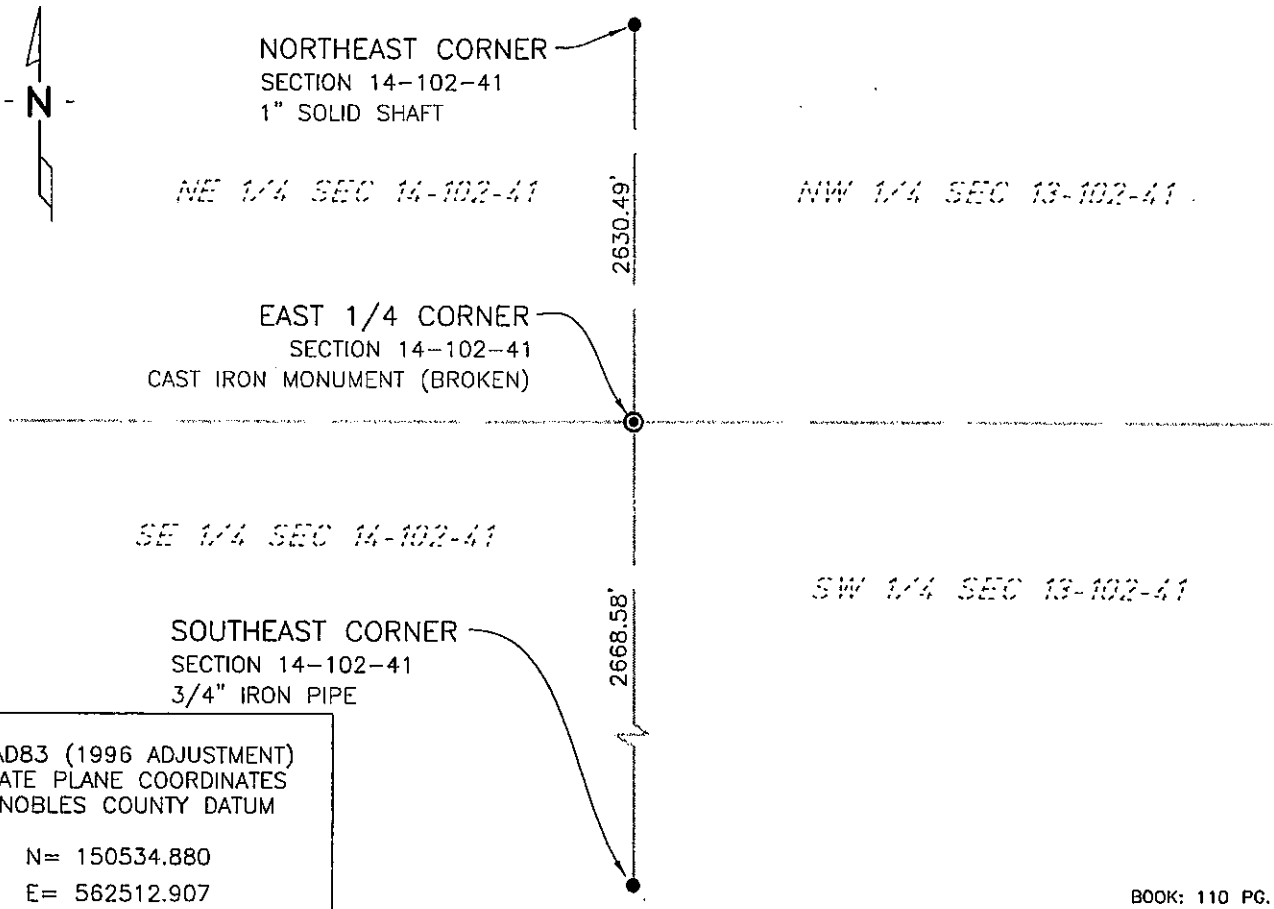 NORTHEAST CORNER
SECTION 14-102-41
1" SOLID SHAFT
- N -
NE 1/4 SEC 14-102-41
NW 1/4 SEC 13-102-41
2630.49'
EAST 1/4 CORNER
SECTION 14-102-41
CAST IRON MONUMENT (BROKEN)
SE 1/4 SEC 14-102-41
SW 1/4 SEC 13-102-41
2668.58'
SOUTHEAST CORNER
SECTION 14-102-41
3/4" IRON PIPE
AD83 (1996 ADJUSTMENT)
ATE PLANE COORDINATES
NOBLES COUNTY DATUM
N= 150534.880
E= 562512.907
BOOK: 110 PG.